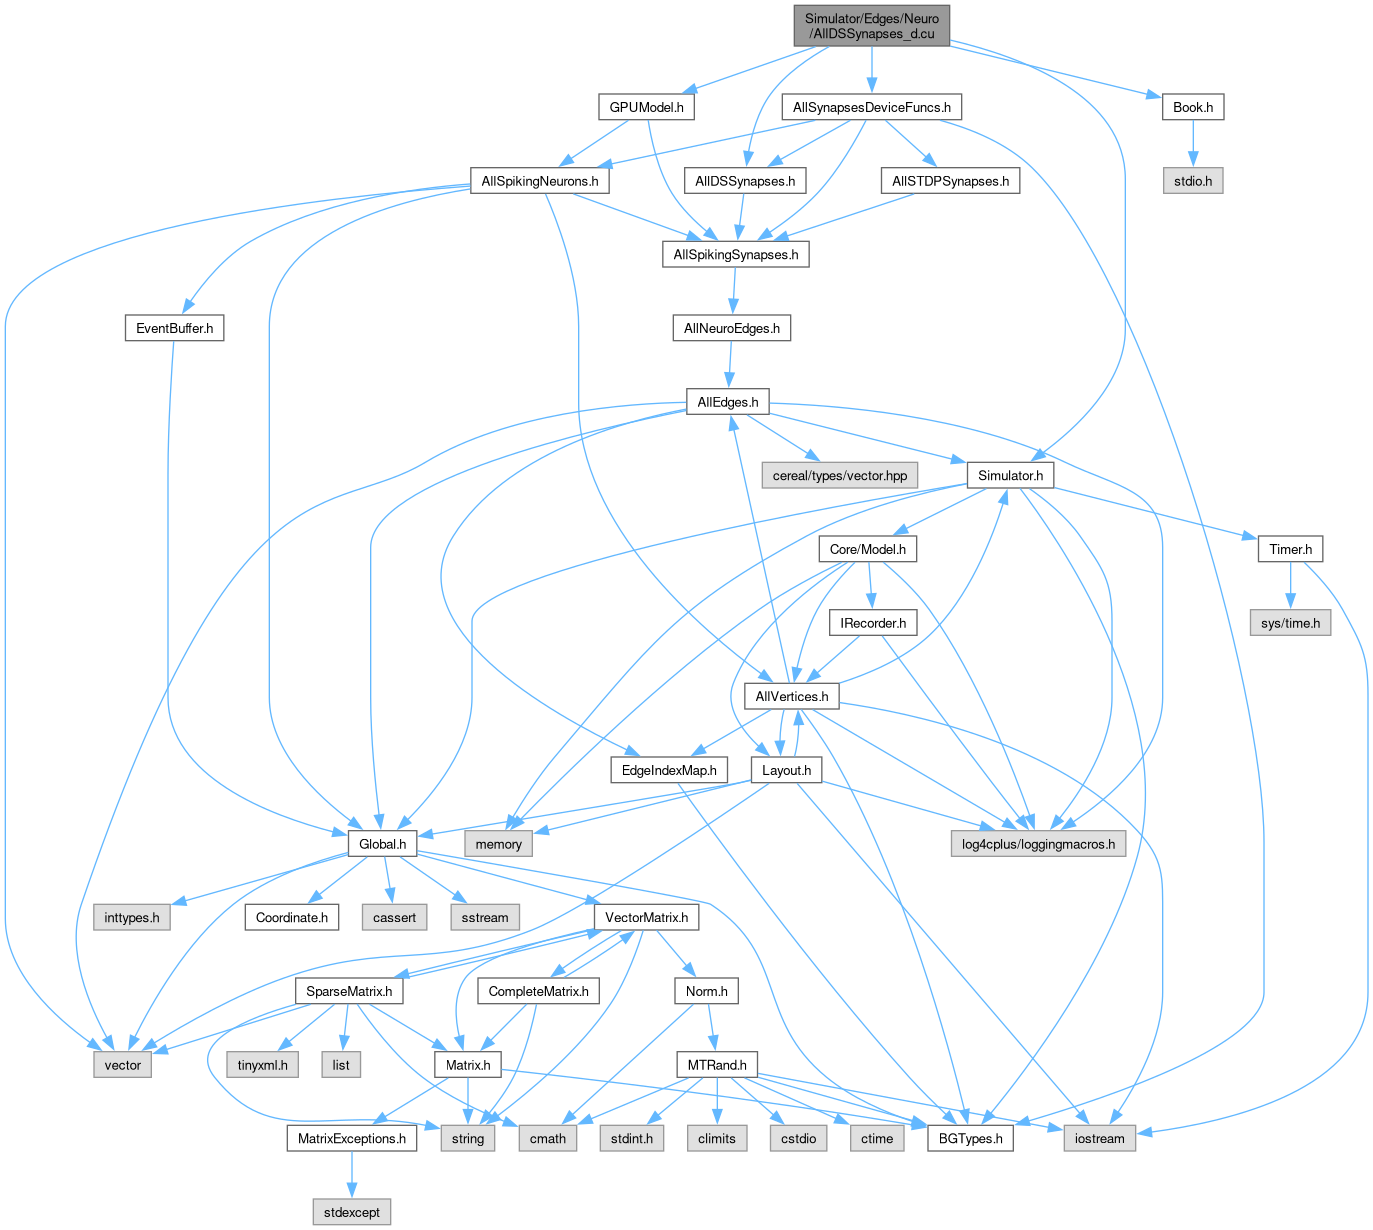 Simulator/Edges/Neuro
/AllDSSynapses_d.cu
GPUModel.h
AllSynapsesDeviceFuncs.h
Book.h
AllSpikingNeurons.h
AllDSSynapses.h
AllSTDPSynapses.h
stdio.h
AllSpikingSynapses.h
EventBuffer.h
AllNeuroEdges.h
AllEdges.h
cereal/types/vector.hpp
Simulator.h
Core/Model.h
Timer.h
IRecorder.h
sys/time.h
AllVertices.h
EdgeIndexMap.h
Layout.h
Global.h
memory
log4cplus/loggingmacros.h
inttypes.h
Coordinate.h
cassert
sstream
VectorMatrix.h
SparseMatrix.h
CompleteMatrix.h
Norm.h
vector
tinyxml.h
list
Matrix.h
MTRand.h
MatrixExceptions.h
string
cmath
stdint.h
climits
cstdio
ctime
BGTypes.h
iostream
stdexcept